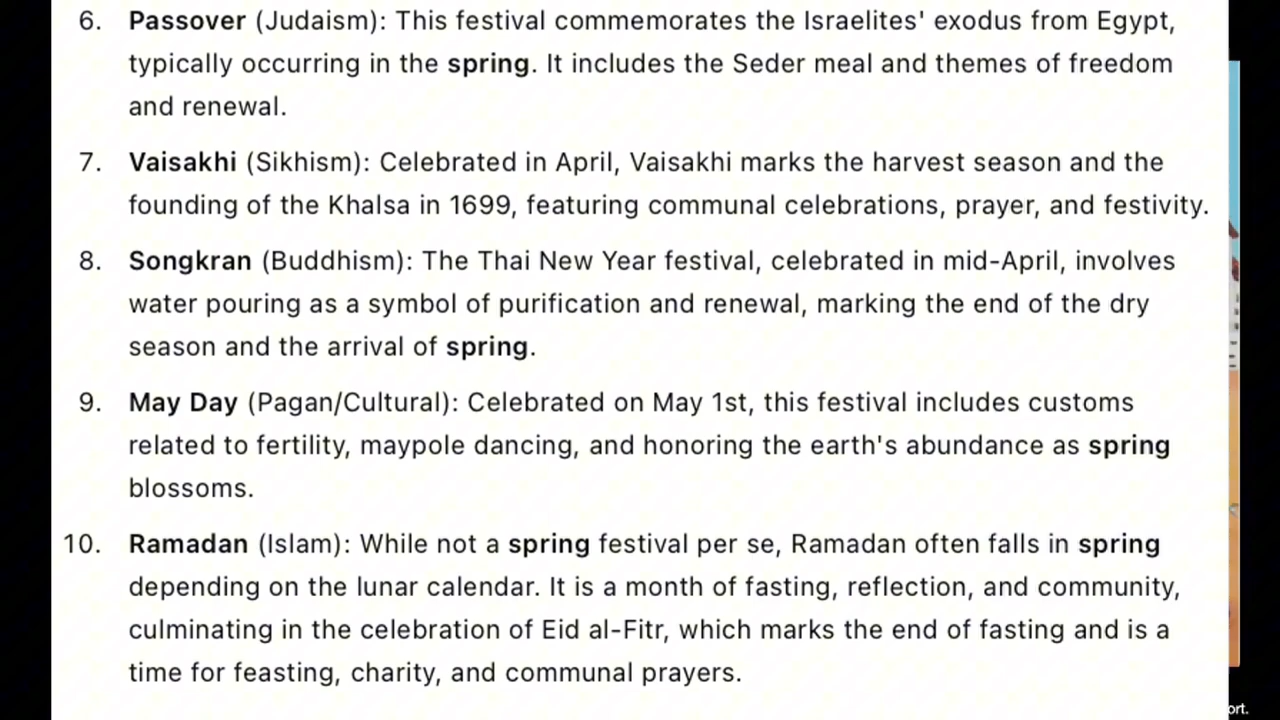 6. Passover (Judaism): This festival commemorates the Israelites' exodus from Egypt,
typically occurring in the spring. It includes the Seder meal and themes of freedom
and renewal.
7. Vaisakhi (Sikhism): Celebrated in April, Vaisakhi marks the harvest season and the
founding of the Khalsa in 1699, featuring communal celebrations, prayer, and festivity.
8. Songkran (Buddhism): The Thai New Year festival, celebrated in mid-April, involves
water pouring as a symbol of purification and renewal, marking the end of the dry
season and the arrival of spring.
9. May Day (Pagan/Cultural): Celebrated on May 1st, this festival includes customs
related to fertility, maypole dancing, and honoring the earth's abundance as spring
blossoms.
10. Ramadan (Islam): While not a spring festival per se, Ramadan often falls in spring
depending on the lunar calendar. It is a month of fasting, reflection, and community,
culminating in the celebration of Eid al-Fitr, which marks the end of fasting and is a
time for feasting, charity, and communal prayers.
ort.